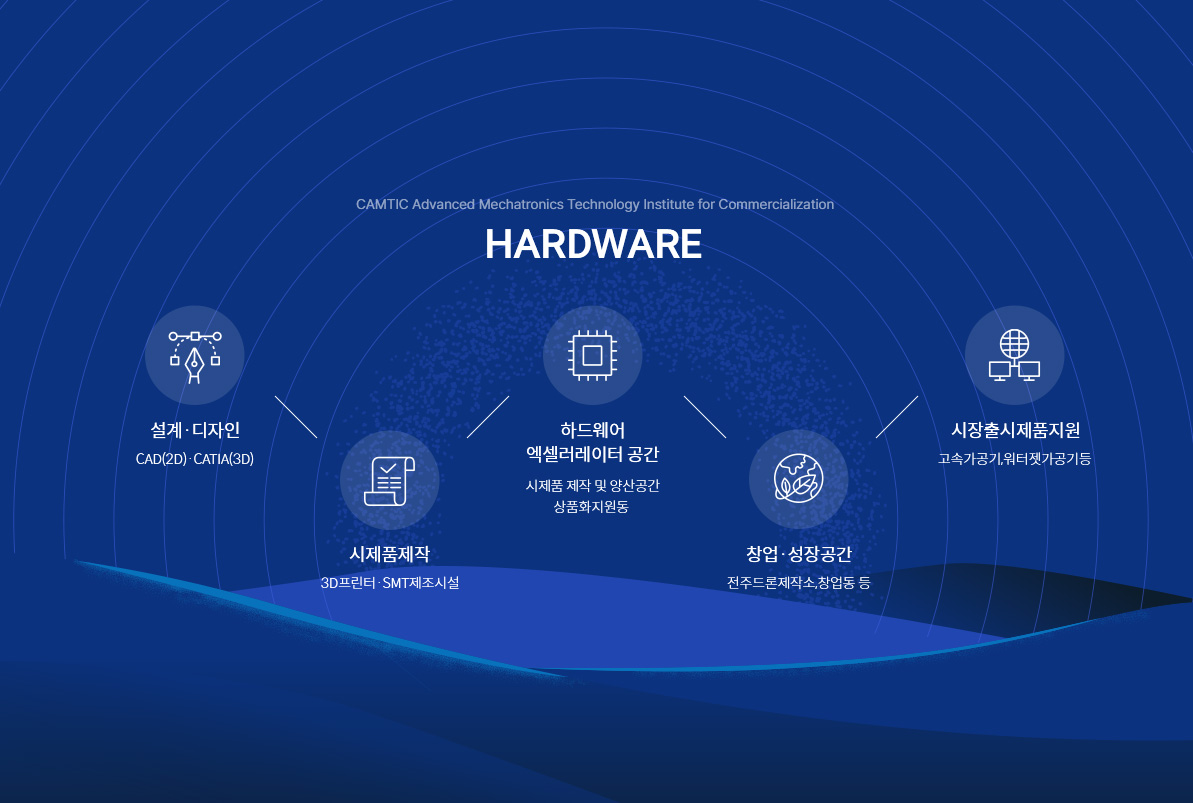 CAMTIC Advanced Mechatronics Technology Institute for Commercialization
HARDWARE
설계·디자인
CAD(2D)·CATIA(3D)
시제품제작
3D프린터·SMT제조시설
하드웨어
엑셀러레이터 공간
시제품 제작 및 양산공간
상품화지원동
창업·성장공간
전주드론제작소,창업동 등
시장출시제품지원
고속가공기,워터젯가공기등